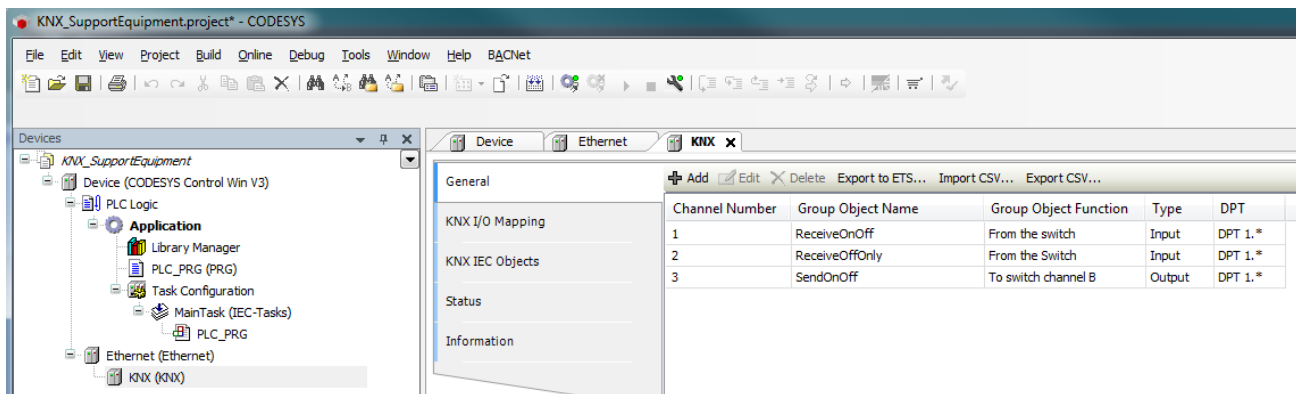 KNX_SupportEquipment.project* - CODESYS
File Edit View Project Build Online Debug Tools Window Help BACNet
Devices
KNX_SupportEquipment
Device (CODESYS Control Win V3)
PLC Logic
Application
Library Manager
PLC_PRG (PRG)
Task Configuration
MainTask (IEC-Tasks)
PLC_PRG
Ethernet (Ethernet)
KNX (KNX)
Device Ethernet KNX
General
KNX I/O Mapping
KNX IEC Objects
Status
Information
Add Edit Delete Export to ETS... Import CSV... Export CSV...
Channel Number Group Object Name Group Object Function Type DPT
1 ReceiveOnOff From the switch Input DPT 1.*
2 ReceiveOffOnly From the Switch Input DPT 1.*
3 SendOnOff To switch channel B Output DPT 1.*